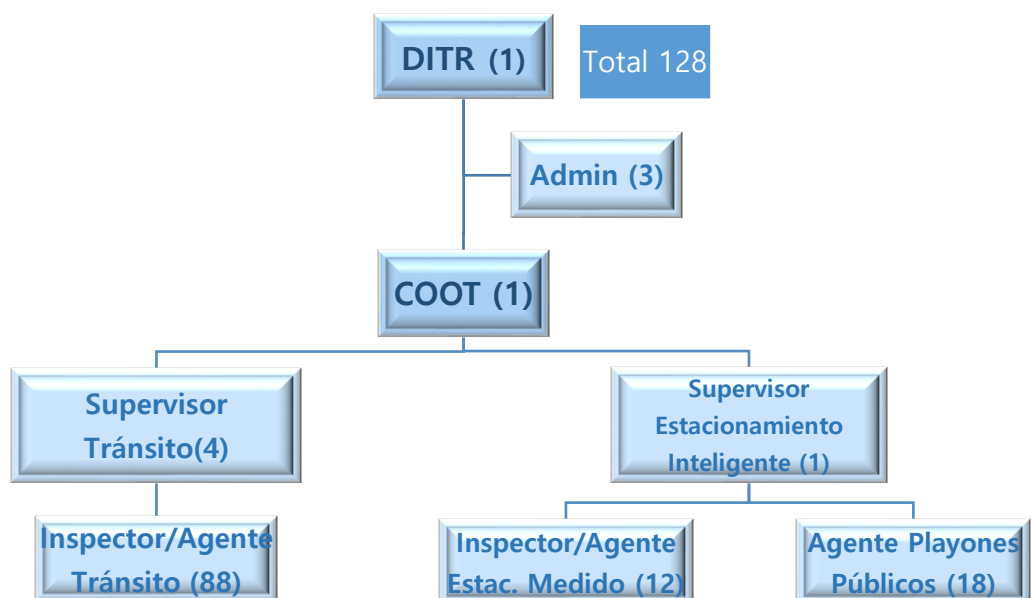 DITR (1)
Total 128
Admin (3)
COOT (1)
Supervisor
Tránsito(4)
Supervisor
Estacionamiento
Inteligente (1)
Inspector/Agente
Tránsito (88)
Inspector/Agente
Estac. Medido (12)
Agente Playones
Públicos (18)